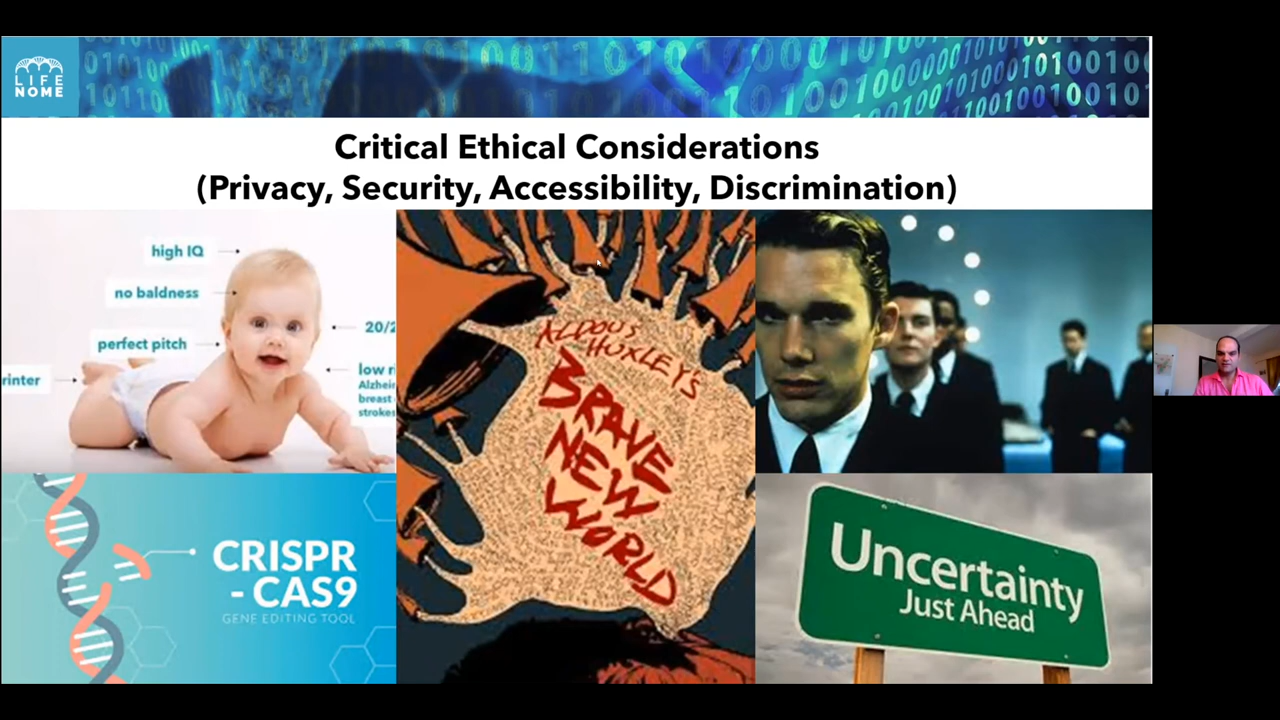 LIFE
NOME
Critical Ethical Considerations
(Privacy, Security, Accessibility, Discrimination)
high IQ
no baldness
perfect pitch
rinter
20/2
low ri
Alzhei
breast
strokes
ALDOUS
HUXLEY'S
BRAVE
NEW
WORLD
CRISPR
- CAS9
GENE EDITING TOOL
Uncertainty
Just Ahead